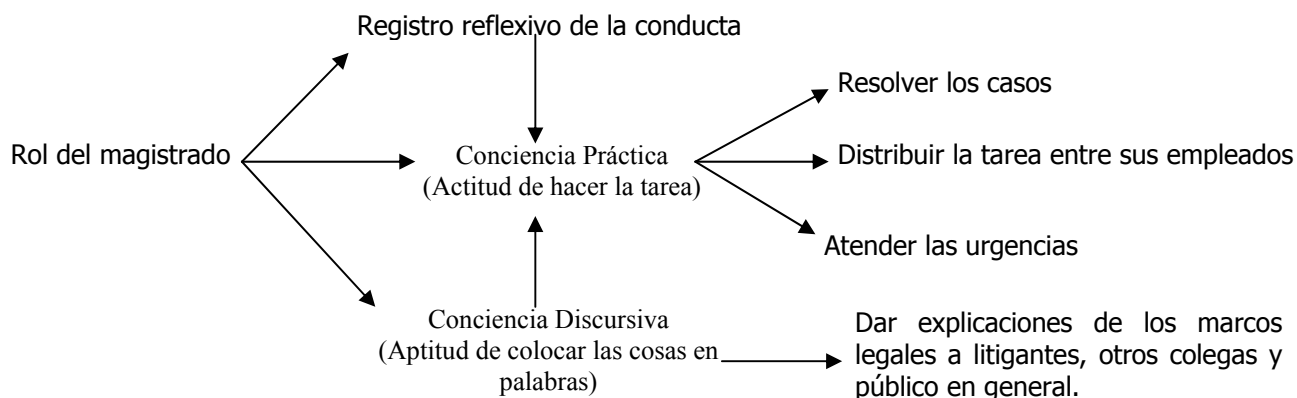 Registro reflexivo de la conducta
Resolver los casos
Rol del magistrado
Conciencia Práctica
(Actitud de hacer la tarea)
Distribuir la tarea entre sus empleados
Atender las urgencias
Conciencia Discursiva
(Aptitud de colocar las cosas en
palabras)
Dar explicaciones de los marcos
legales a litigantes, otros colegas y
público en general.